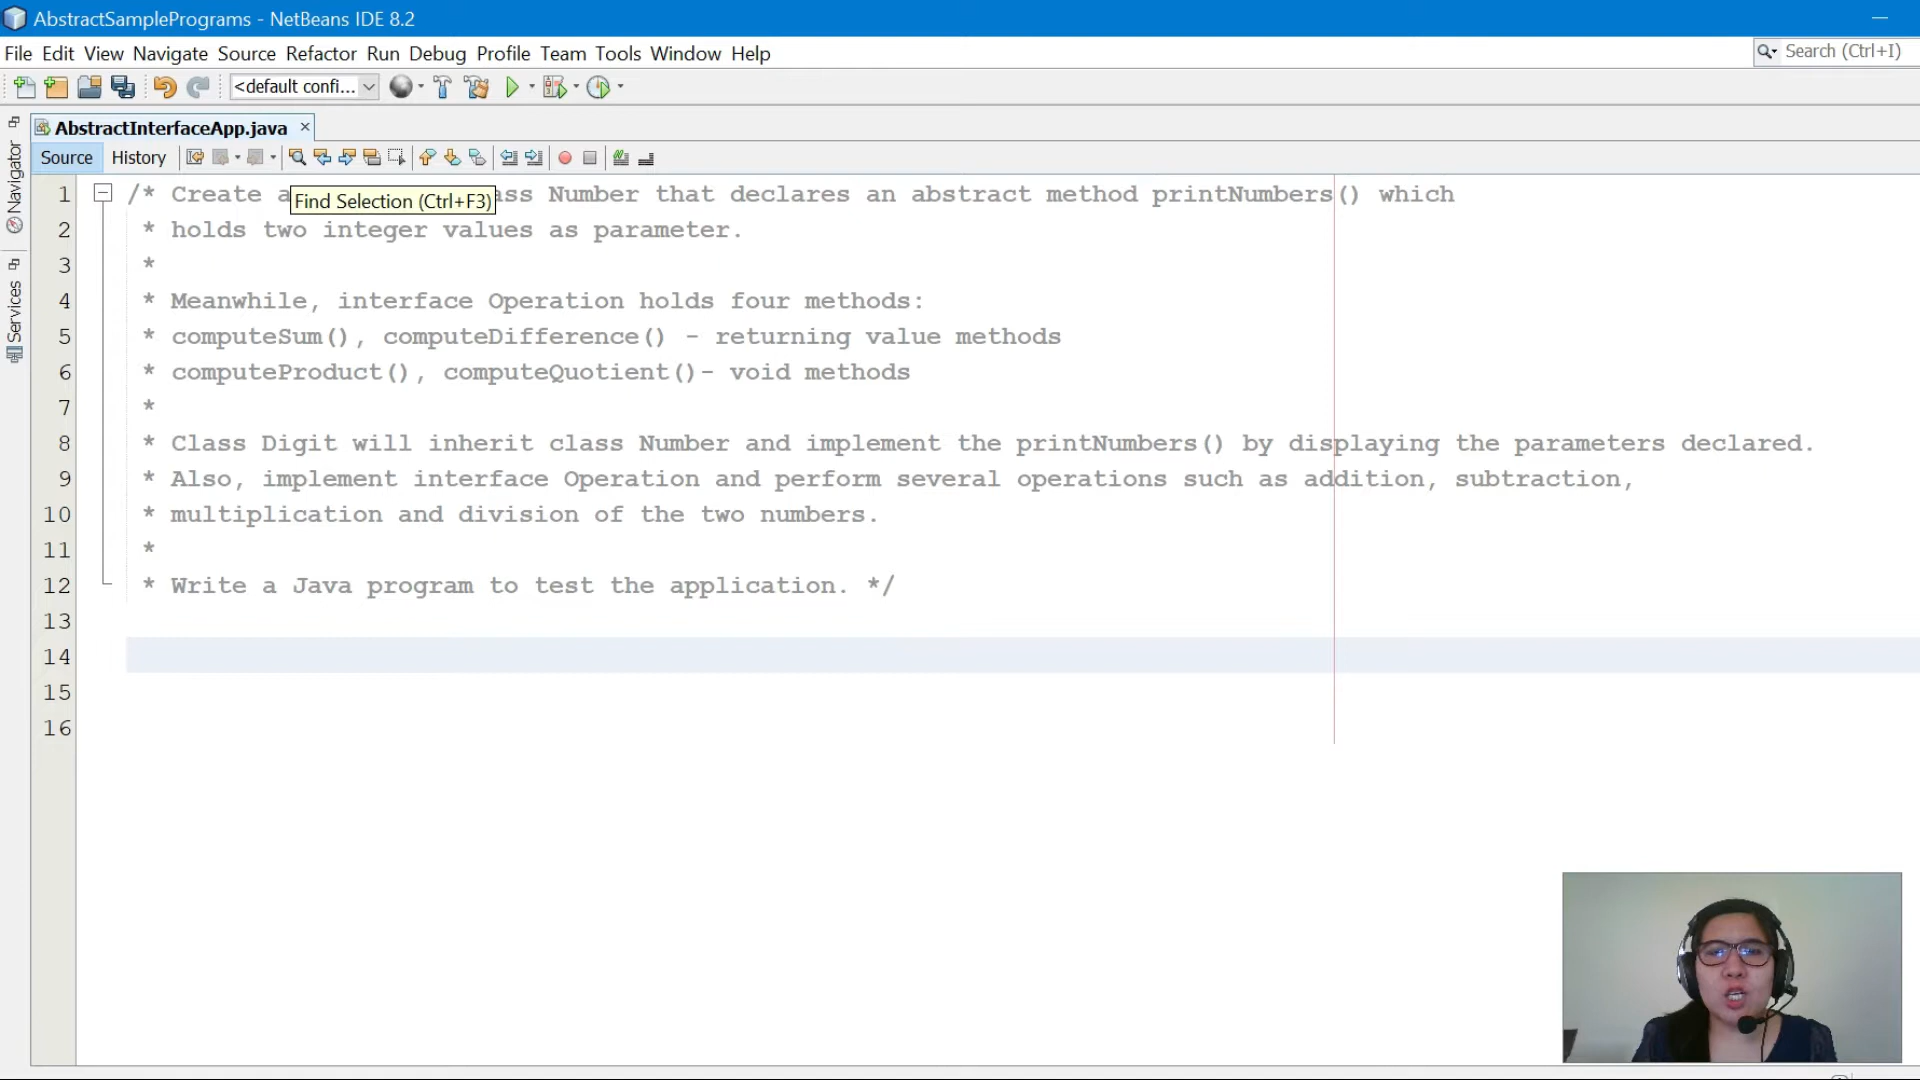 AbstractSamplePrograms - NetBeans IDE 8.2
File Edit View Navigate Source Refactor Run Debug Profile Team Tools Window Help
Search (Ctrl+I)
<default confi...
AbstractInterfaceApp.java
Source History
Navigator
Services
Find Selection (Ctrl+F3)
1 /* Create a ss Number that declares an abstract method printNumbers() which
2 * holds two integer values as parameter.
3 *
4 * Meanwhile, interface Operation holds four methods:
5 * computeSum(), computeDifference() - returning value methods
6 * computeProduct(), computeQuotient()- void methods
7 *
8 * Class Digit will inherit class Number and implement the printNumbers() by displaying the parameters declared.
9 * Also, implement interface Operation and perform several operations such as addition, subtraction,
10 * multiplication and division of the two numbers.
11 *
12 * Write a Java program to test the application. */
13
14
15
16